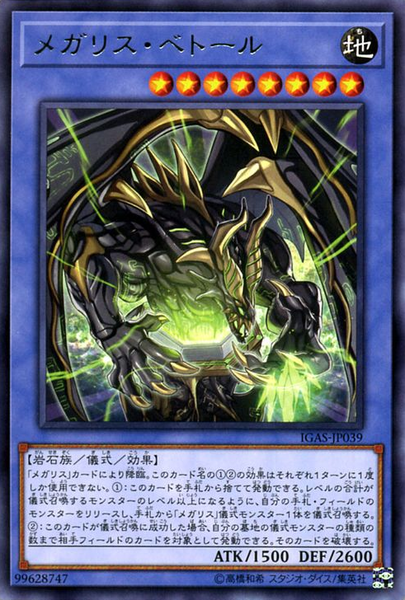 メガリス・ベトール
地
IGAS-JP039
【岩石族/儀式/効果】
「メガリス」カードにより降臨。このカード名の①②の効果はそれぞれ1ターンに1度
しか使用できない。①:このカードを手札から捨てて発動できる。レベルの合計が
儀式召喚するモンスターのレベル以上になるように、自分の手札・フィールドの
モンスターをリリースし、手札から「メガリス」儀式モンスター1体を儀式召喚する。
②:このカードが儀式召喚に成功した場合、自分の墓地の儀式モンスターの種類の
数まで相手フィールドのカードを対象として発動できる。そのカードを破壊する。
ATK/1500 DEF/2600
99628747 ©高橋和希 スタジオ・ダイス/集英社